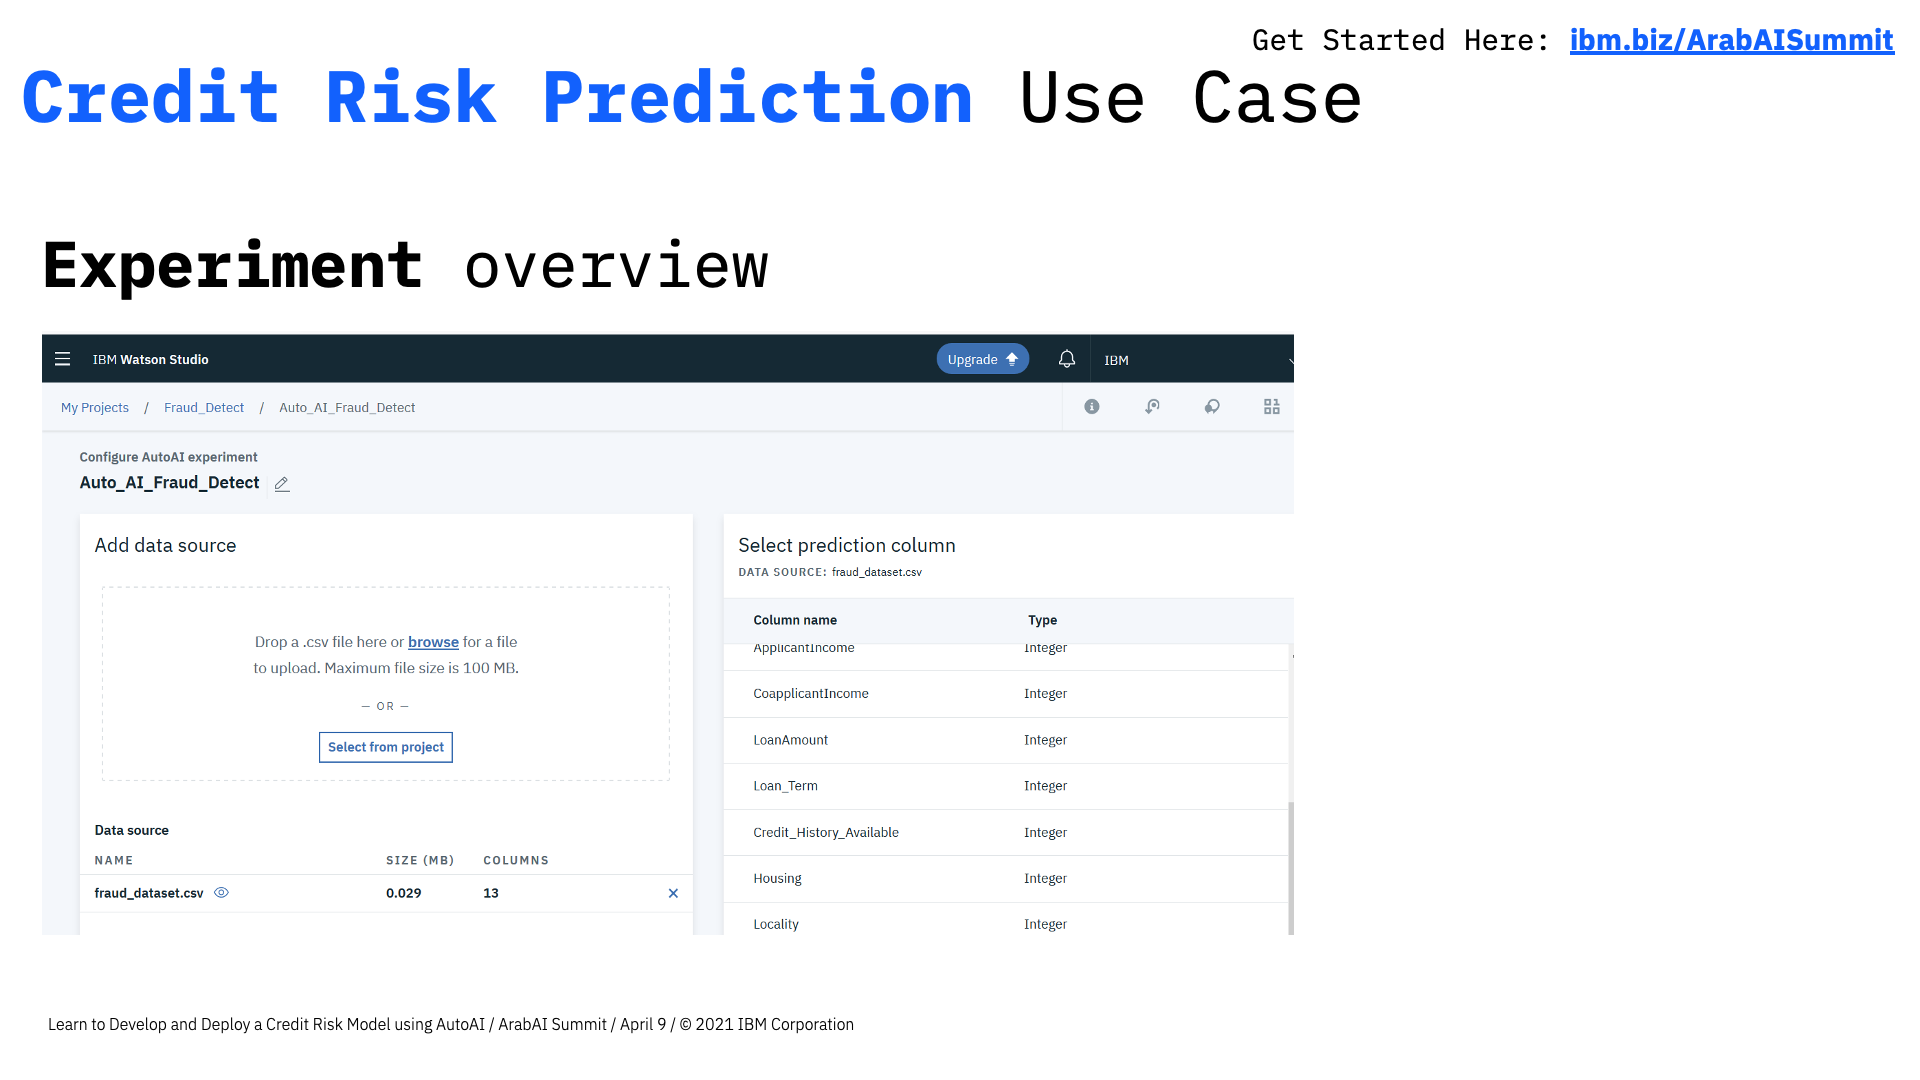 Get Started Here: ibm.biz/ArabAISummit
Credit Risk Prediction Use Case
Experiment overview
IBM Watson Studio
Upgrade
IBM
My Projects / Fraud_Detect / Auto_AI_Fraud_Detect
Configure AutoAI experiment
Auto_AI_Fraud_Detect
Add data source
Drop a .csv file here or browse for a file
to upload. Maximum file size is 100 MB.
— OR —
Select from project
Data source
NAME SIZE (MB) COLUMNS
fraud_dataset.csv 0.029 13
Select prediction column
DATA SOURCE: fraud_dataset.csv
Column name Type
ApplicantIncome Integer
CoapplicantIncome Integer
LoanAmount Integer
Loan_Term Integer
Credit_History_Available Integer
Housing Integer
Locality Integer
Learn to Develop and Deploy a Credit Risk Model using AutoAI / ArabAI Summit / April 9 / © 2021 IBM Corporation